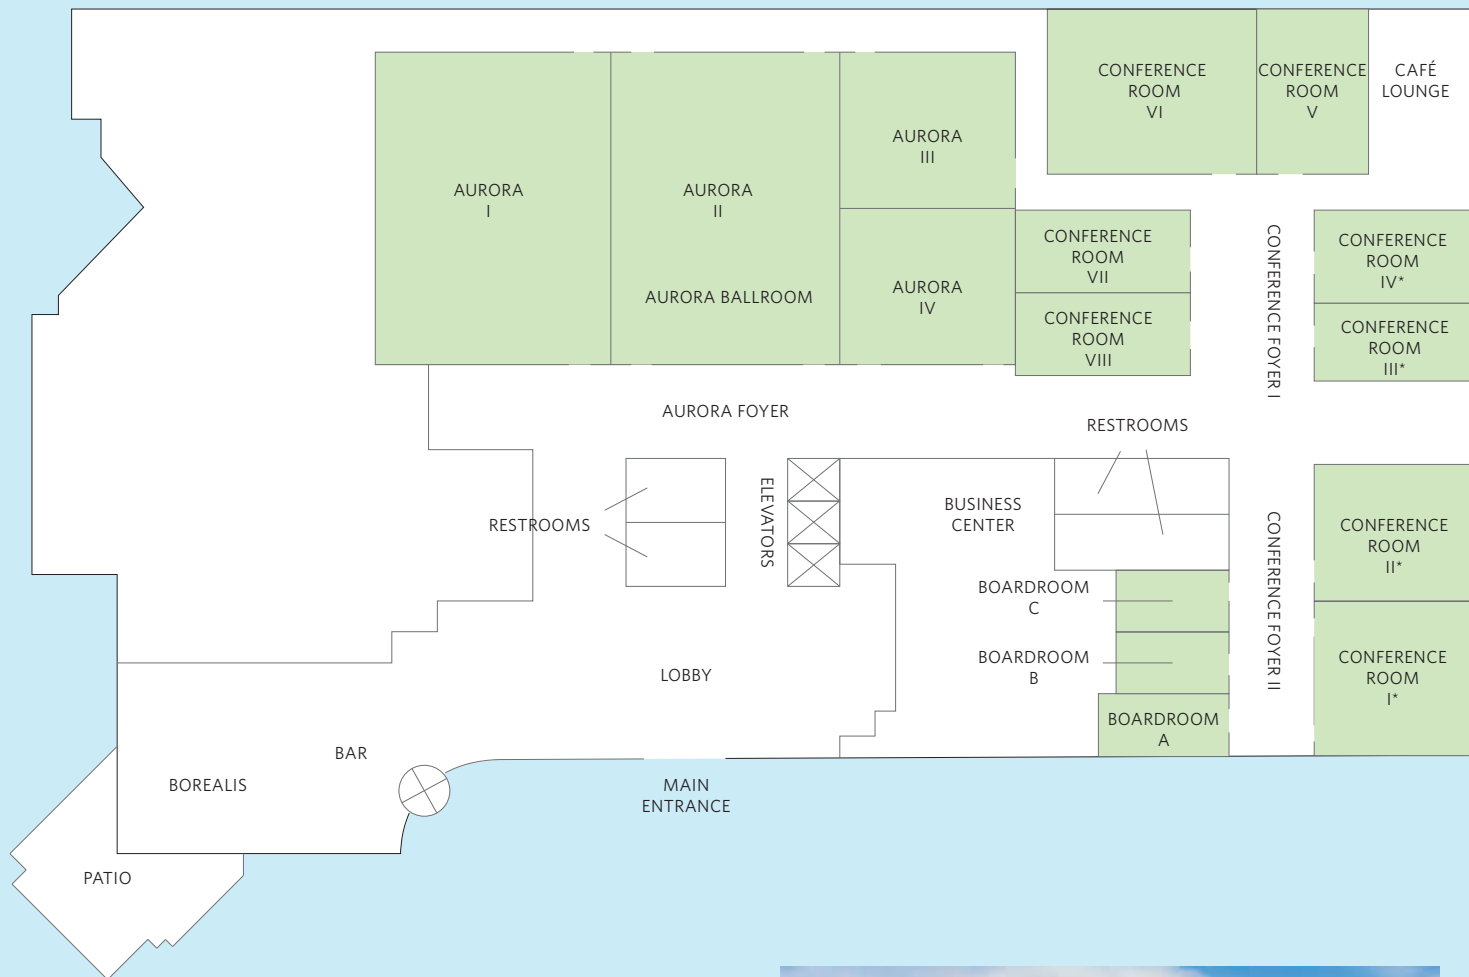 CONFERENCE
ROOM
VI
CONFERENCE
ROOM
V
CAFÉ
LOUNGE
AURORA
III
AURORA
I
AURORA
II
AURORA BALLROOM
AURORA
IV
CONFERENCE
ROOM
VII
CONFERENCE
ROOM
VIII
CONFERENCE FOYER I
CONFERENCE
ROOM
IV*
CONFERENCE
ROOM
III*
AURORA FOYER
RESTROOMS
RESTROOMS
ELEVATORS
BUSINESS
CENTER
CONFERENCE FOYER II
CONFERENCE
ROOM
II*
BOARDROOM
C
BOARDROOM
B
CONFERENCE
ROOM
I*
LOBBY
BOARDROOM
A
BAR
BOREALIS
MAIN
ENTRANCE
PATIO